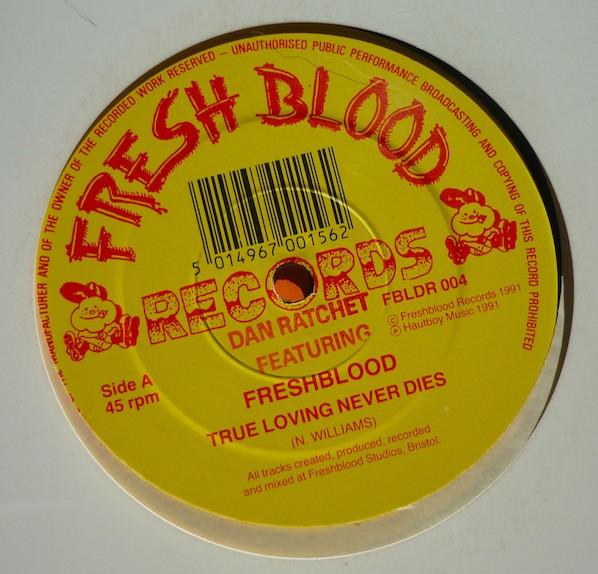 MANUFACTURER AND OF THE OWNER OF THE RECORDED WORK RESERVED – UNAUTHORISED PUBLIC PERFORMANCE BROADCASTING AND COPYING OF THIS RECORD PROHIBITED
FRESH BLOOD
5 014967 001562
RECORDS
FBLDR 004
© Freshblood Records 1991
℗ Hautboy Music 1991
DAN RATCHET
FEATURING
FRESHBLOOD
Side A
45 rpm
TRUE LOVING NEVER DIES
(N. WILLIAMS)
All tracks created, produced, recorded
and mixed at Freshblood Studios, Bristol.